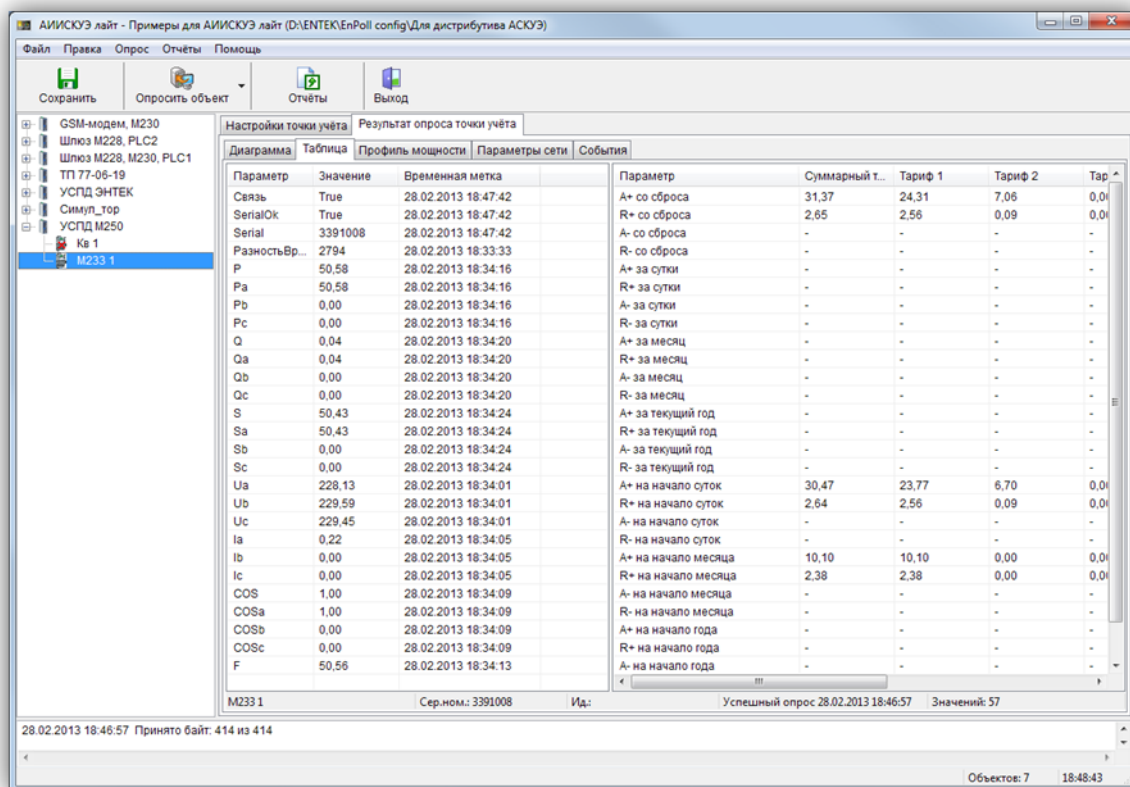 АИИСКУЭ лайт - Примеры для АИИСКУЭ лайт (D:\ENTEK\EnPoll config\Для дистрибутива АСКУЭ)
Файл Правка Опрос Отчёты Помощь
Сохранить Опросить объект Отчёты Выход
GSM-модем, M230
Шлюз M228, PLC2
Шлюз M228, M230, PLC1
ТП 77-06-19
УСПД ЭНТЕК
Симул_тор
УСПД М250
Кв 1
M233 1
Настройки точки учёта Результат опроса точки учёта
Диаграмма Таблица Профиль мощности Параметры сети События
Параметр Значение Временная метка
Связь True 28.02.2013 18:47:42
SerialOk True 28.02.2013 18:47:42
Serial 3391008 28.02.2013 18:47:42
РазностьВр... 2794 28.02.2013 18:33:33
P 50,58 28.02.2013 18:34:16
Pa 50,58 28.02.2013 18:34:16
Pb 0,00 28.02.2013 18:34:16
Pc 0,00 28.02.2013 18:34:16
Q 0,04 28.02.2013 18:34:20
Qa 0,04 28.02.2013 18:34:20
Qb 0,00 28.02.2013 18:34:20
Qc 0,00 28.02.2013 18:34:20
S 50,43 28.02.2013 18:34:24
Sa 50,43 28.02.2013 18:34:24
Sb 0,00 28.02.2013 18:34:24
Sc 0,00 28.02.2013 18:34:24
Ua 228,13 28.02.2013 18:34:01
Ub 229,59 28.02.2013 18:34:01
Uc 229,45 28.02.2013 18:34:01
Ia 0,22 28.02.2013 18:34:05
Ib 0,00 28.02.2013 18:34:05
Ic 0,00 28.02.2013 18:34:05
COS 1,00 28.02.2013 18:34:09
COSa 1,00 28.02.2013 18:34:09
COSb 0,00 28.02.2013 18:34:09
COSc 0,00 28.02.2013 18:34:09
F 50,56 28.02.2013 18:34:13
Параметр Суммарный т... Тариф 1 Тариф 2 Тар
A+ со сброса 31,37 24,31 7,06 0,0
R+ со сброса 2,65 2,56 0,09 0,0
A- со сброса - - - -
R- со сброса - - - -
A+ за сутки - - - -
R+ за сутки - - - -
A- за сутки - - - -
R- за сутки - - - -
A+ за месяц - - - -
R+ за месяц - - - -
A- за месяц - - - -
R- за месяц - - - -
A+ за текущий год - - - -
R+ за текущий год - - - -
A- за текущий год - - - -
R- за текущий год - - - -
A+ на начало суток 30,47 23,77 6,70 0,0
R+ на начало суток 2,64 2,56 0,09 0,0
A- на начало суток - - - -
R- на начало суток - - - -
A+ на начало месяца 10,10 10,10 0,00 0,0
R+ на начало месяца 2,38 2,38 0,00 0,0
A- на начало месяца - - - -
R- на начало месяца - - - -
A+ на начало года - - - -
R+ на начало года - - - -
A- на начало года - - - -
M233 1 Сер.ном.: 3391008 Ид.: Успешный опрос 28.02.2013 18:46:57 Значений: 57
28.02.2013 18:46:57 Принято байт: 414 из 414
Объектов: 7 18:48:43